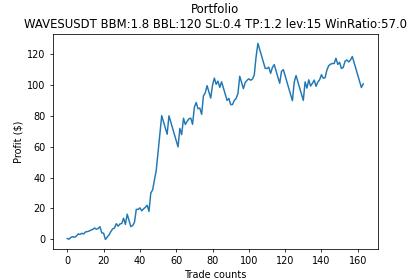 Portfolio
WAVESUSDT BBM:1.8 BBL:120 SL:0.4 TP:1.2 lev:15 WinRatio:57.0
Profit ($)
120
100
80
60
40
20
0
0 20 40 60 80 100 120 140 160
Trade counts